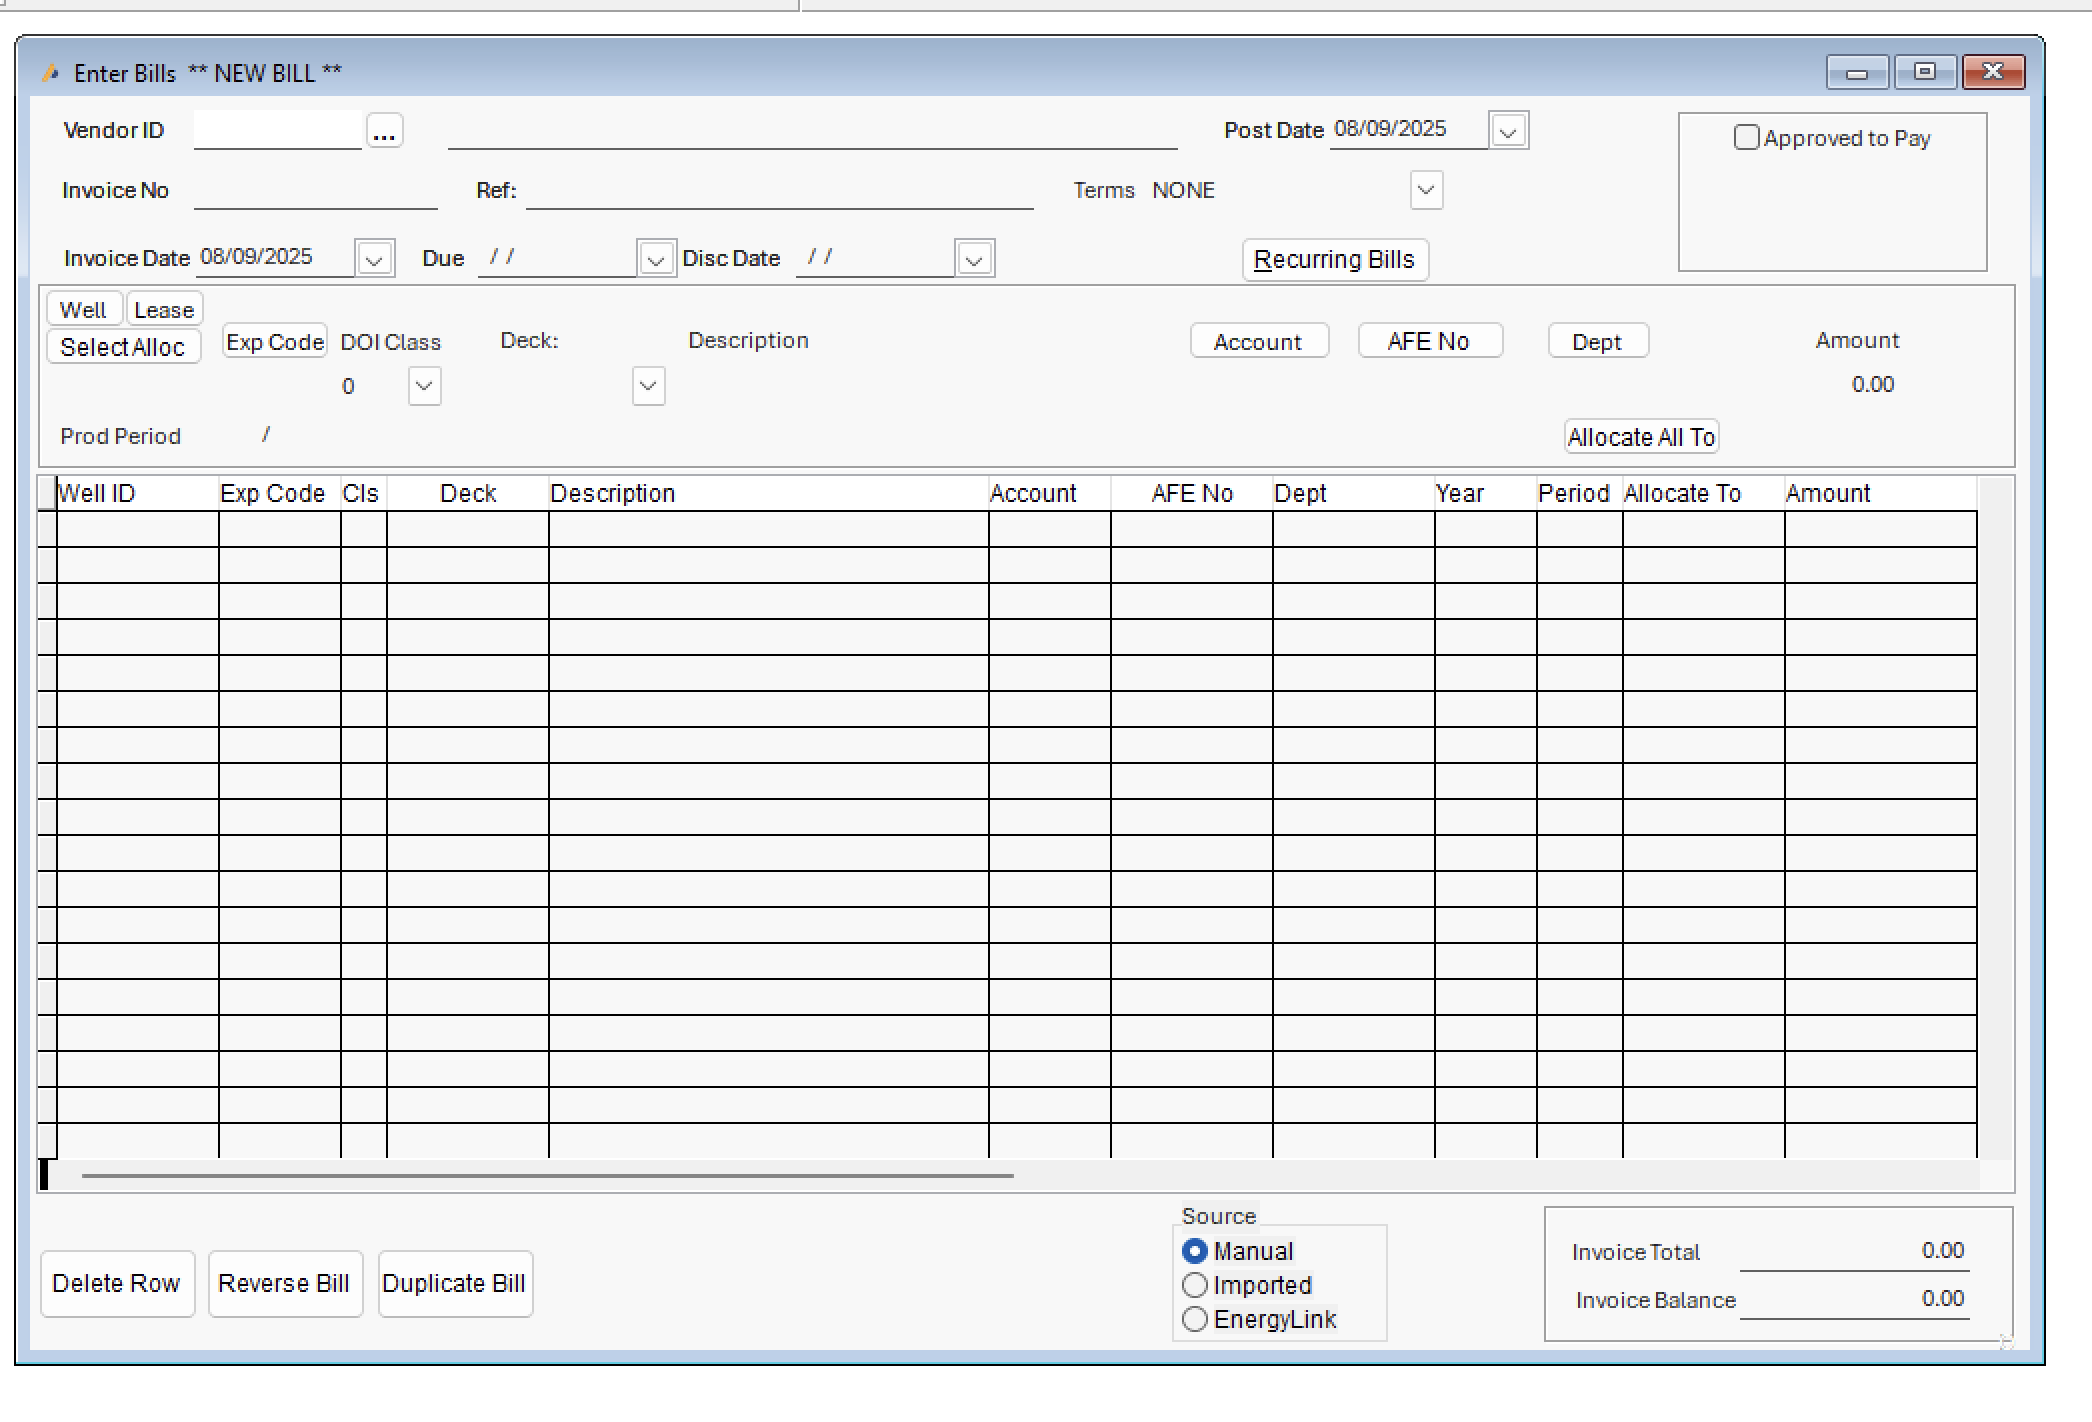 Enter Bills ** NEW BILL **
Vendor ID ... Post Date 08/09/2025 Approved to Pay
Invoice No Ref: Terms NONE
Invoice Date 08/09/2025 Due / / Disc Date / / Recurring Bills
Well Lease
Select Alloc Exp Code DOI Class Deck: Description Account AFE No Dept Amount
0 0.00
Prod Period / Allocate All To
Well ID Exp Code Cls Deck Description Account AFE No Dept Year Period Allocate To Amount
Source
Manual
Imported
EnergyLink
Delete Row Reverse Bill Duplicate Bill
Invoice Total 0.00
Invoice Balance 0.00